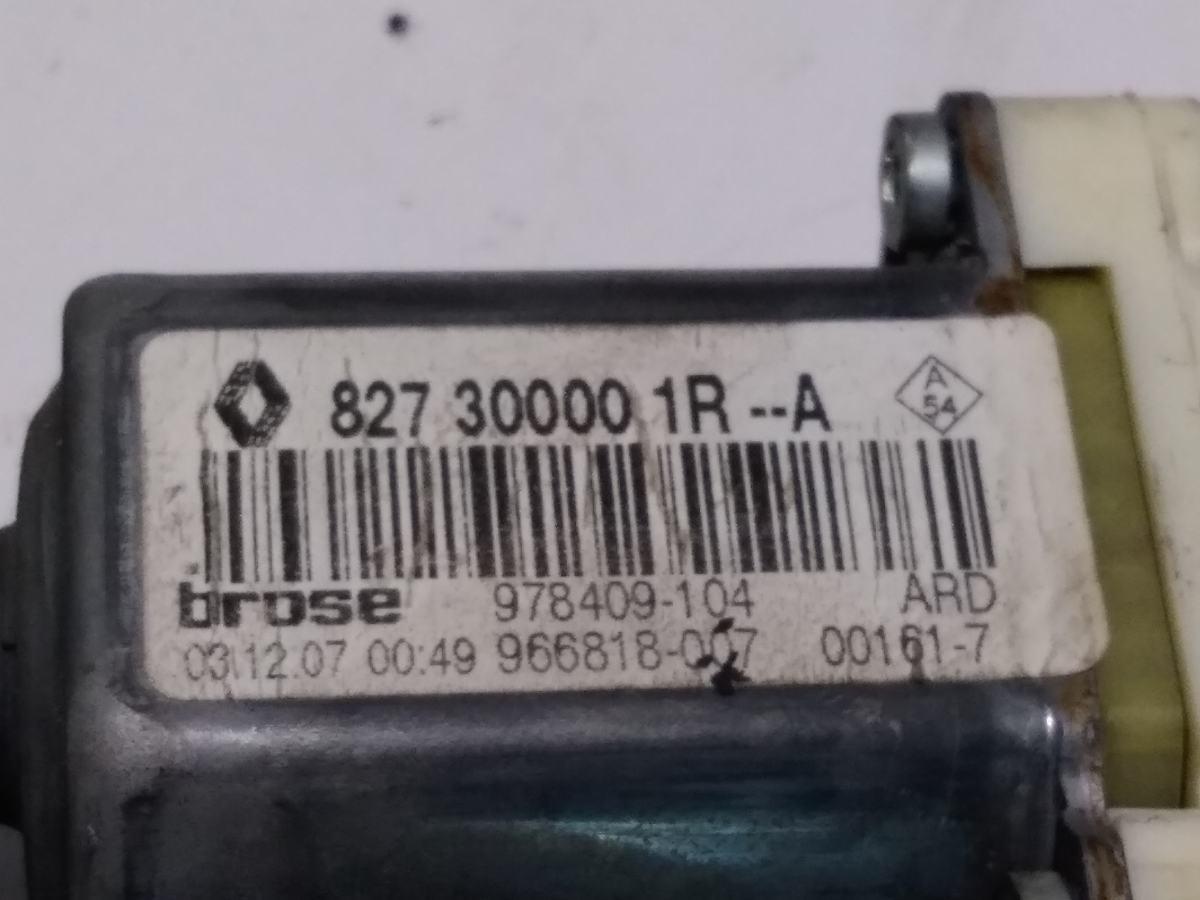 827 30000 1R --A
A
54
brose 978409-104 ARD
03.12.07 00:49 966818-007 00161-7